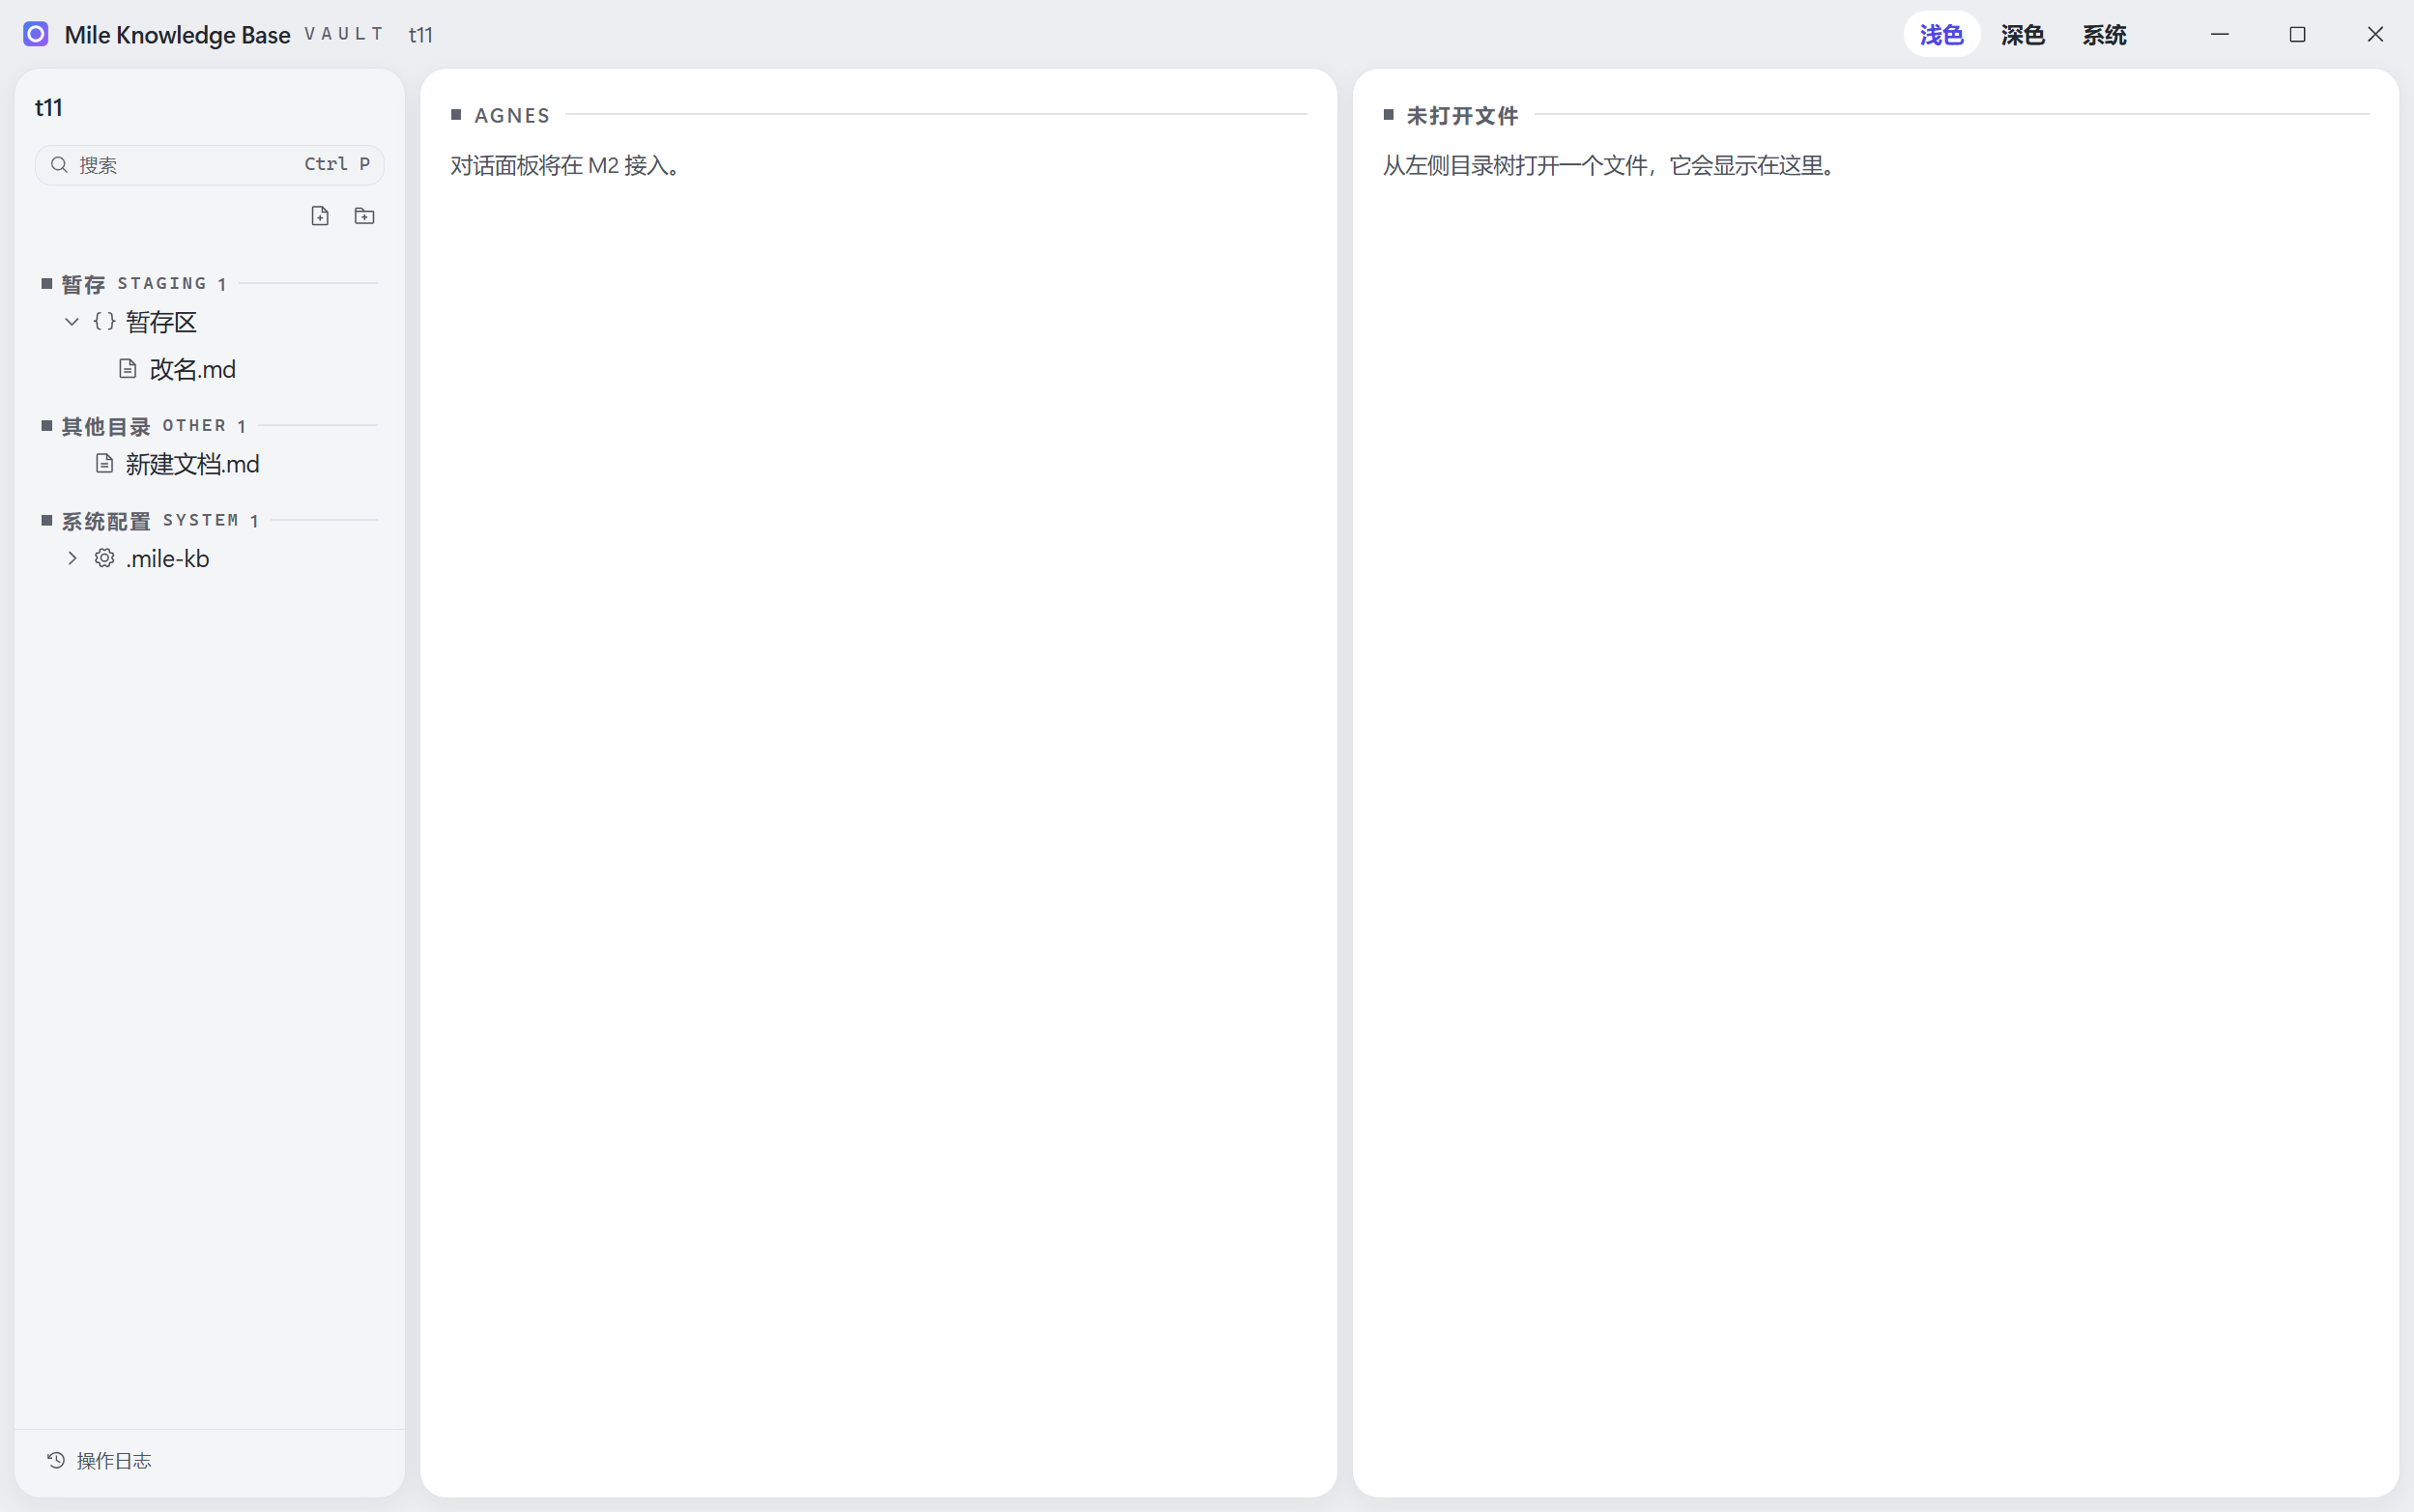 Mile Knowledge Base VAULT t11 浅色 深色 系统
t11
搜索 Ctrl P
暂存 STAGING 1
暂存区
改名.md
其他目录 OTHER 1
新建文档.md
系统配置 SYSTEM 1
.mile-kb
操作日志
AGNES
对话面板将在 M2 接入。
未打开文件
从左侧目录树打开一个文件，它会显示在这里。